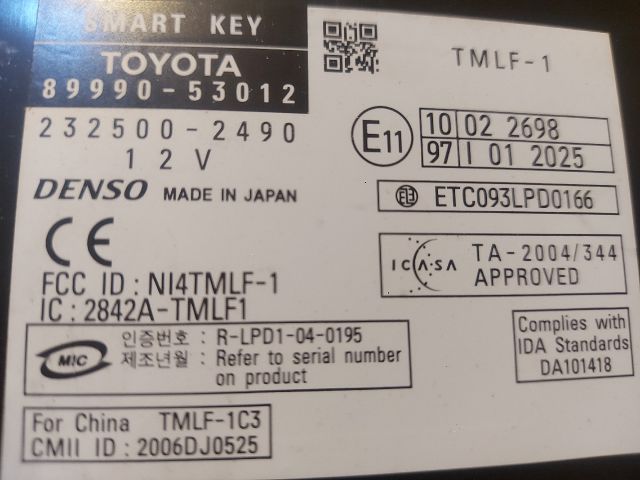 SMART KEY
TOYOTA
89990-53012
232500-2490
12V
DENSO MADE IN JAPAN
CE
FCC ID : NI4TMLF-1
IC : 2842A-TMLF1
MIC
인증번호 : R-LPD1-04-0195
제조년월 : Refer to serial number
on product
For China TMLF-1C3
CMII ID : 2006DJ0525
TMLF-1
E11
10 02 2698
97 I 01 2025
ETC093LPD0166
ICASA
TA-2004/344
APPROVED
Complies with
IDA Standards
DA101418